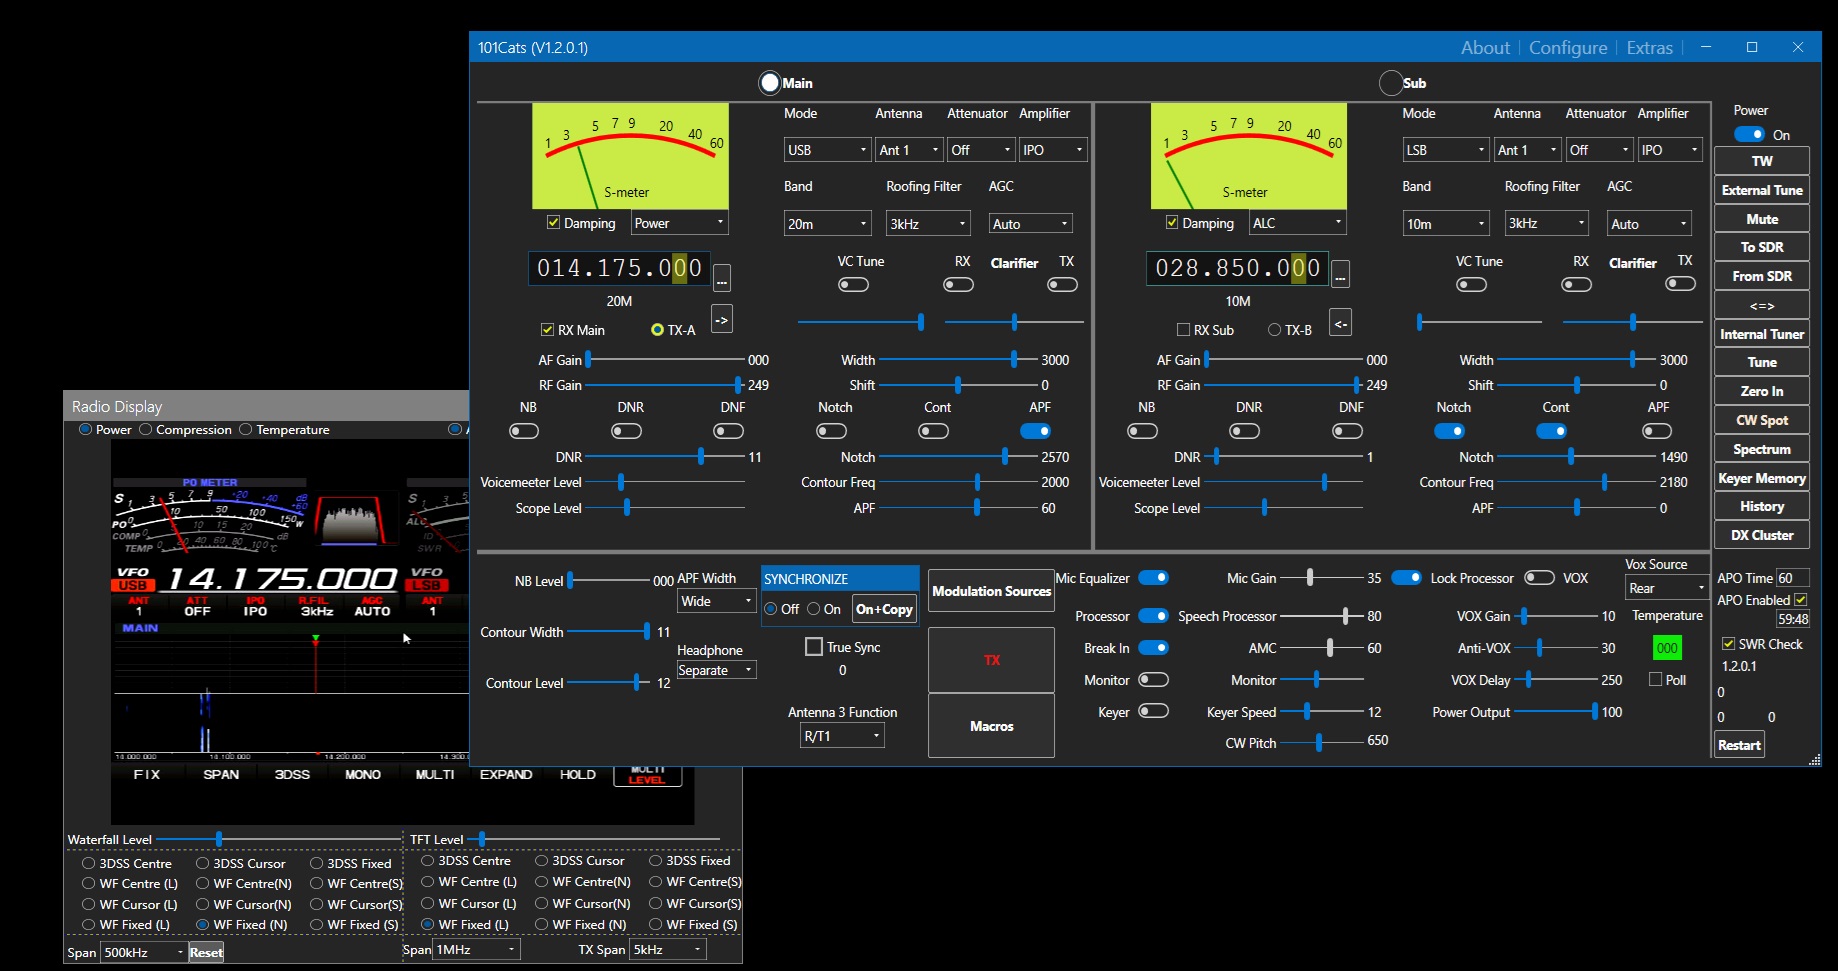 101Cats (V1.2.0.1)
About | Configure | Extras
Main
Sub
1 3 5 7 9 20 40 60
S-meter
Damping Power
014.175.000
...
20M
->
RX Main TX-A
AF Gain 000
RF Gain 249
NB DNR DNF
DNR 11
Voicemeeter Level
Scope Level
Mode Antenna Attenuator Amplifier
USB Ant 1 Off IPO
Band Roofing Filter AGC
20m 3kHz Auto
VC Tune RX Clarifier TX
Width 3000
Shift 0
Notch Cont APF
Notch 2570
Contour Freq 2000
APF 60
1 3 5 7 9 20 40 60
S-meter
Damping ALC
028.850.000
...
10M
<-
RX Sub TX-B
AF Gain 000
RF Gain 249
NB DNR DNF
DNR 1
Voicemeeter Level
Scope Level
Mode Antenna Attenuator Amplifier
LSB Ant 1 Off IPO
Band Roofing Filter AGC
10m 3kHz Auto
VC Tune RX Clarifier TX
Width 3000
Shift 0
Notch Cont APF
Notch 1490
Contour Freq 2180
APF 0
Power
On
TW
External Tune
Mute
To SDR
From SDR
<=>
Internal Tuner
Tune
Zero In
CW Spot
Spectrum
Keyer Memory
History
DX Cluster
NB Level 000
Contour Width 11
Contour Level 12
APF Width
Wide
Headphone
Separate
SYNCHRONIZE
Off On On+Copy
True Sync
0
Antenna 3 Function
R/T1
Modulation Sources
TX
Macros
Mic Equalizer
Processor
Break In
Monitor
Keyer
Mic Gain 35
Speech Processor 80
AMC 60
Monitor
Keyer Speed 12
CW Pitch 650
Lock Processor VOX
VOX Gain 10
Anti-VOX 30
VOX Delay 250
Power Output 100
Vox Source
Rear
Temperature
000
Poll
APO Time 60
APO Enabled
59:48
SWR Check
1.2.0.1
0
0 0
Restart
Radio Display
Power Compression Temperature
PO METER
S 1 3 5 7 9 +20 +40 +60 dB
PO 0 10 50 100 150 W
COMP 0 10 15 20 dB
TEMP 0 20 40 60 80 100°C
S 1 3 5
ALC
ID
SWR
VFO
USB
14.175.000
VFO
LSB
ANT ATT IPO R.FIL AGC ANT
1 OFF IPO 3kHz AUTO 1
MAIN
14.000.000 14.100.000 14.200.000 14.300.
FIX SPAN 3DSS MONO MULTI EXPAND HOLD MULTI
LEVEL
Waterfall Level
3DSS Centre 3DSS Cursor 3DSS Fixed
WF Centre (L) WF Centre(N) WF Centre(S)
WF Cursor (L) WF Cursor(N) WF Cursor(S)
WF Fixed (L) WF Fixed (N) WF Fixed (S)
Span 500kHz Reset
TFT Level
3DSS Centre 3DSS Cursor 3DSS Fixed
WF Centre (L) WF Centre(N) WF Centre(S)
WF Cursor (L) WF Cursor(N) WF Cursor(S)
WF Fixed (L) WF Fixed (N) WF Fixed (S)
Span 1MHz TX Span 5kHz